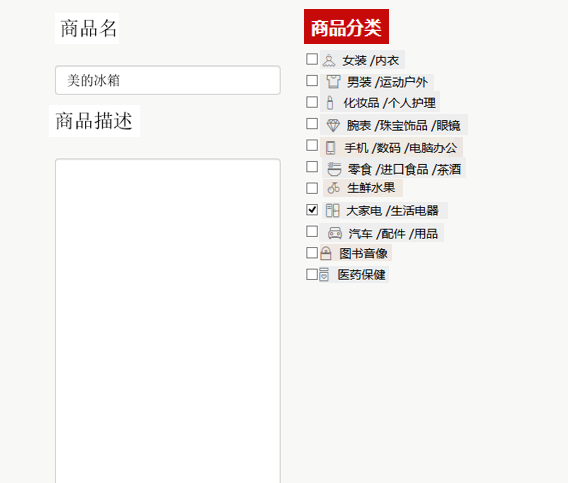 商品名
美的冰箱
商品描述
商品分类
女装 /内衣
男装 /运动户外
化妆品 /个人护理
腕表 /珠宝饰品 /眼镜
手机 /数码 /电脑办公
零食 /进口食品 /茶酒
生鲜水果
大家电 /生活电器
汽车 /配件 /用品
图书音像
医药保健